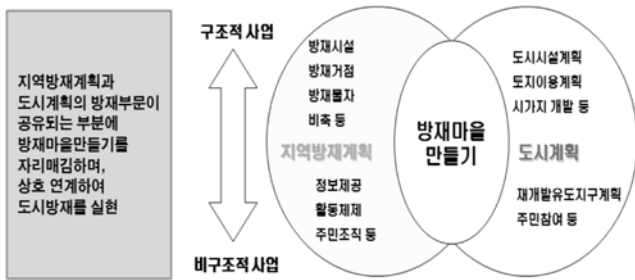 지역방재계획과
도시계획의 방재부문이
공유되는 부분에
방재마을만들기를
자리매김하며,
상호 연계하여
도시방재를 실현
구조적 사업
비구조적 사업
방재시설
방재거점
방재물자
비축 등
지역방재계획
정보제공
활동체제
주민조직 등
방재마을
만들기
도시시설계획
토지이용계획
시가지 개발 등
도시계획
재개발유도지구계획
주민참여 등